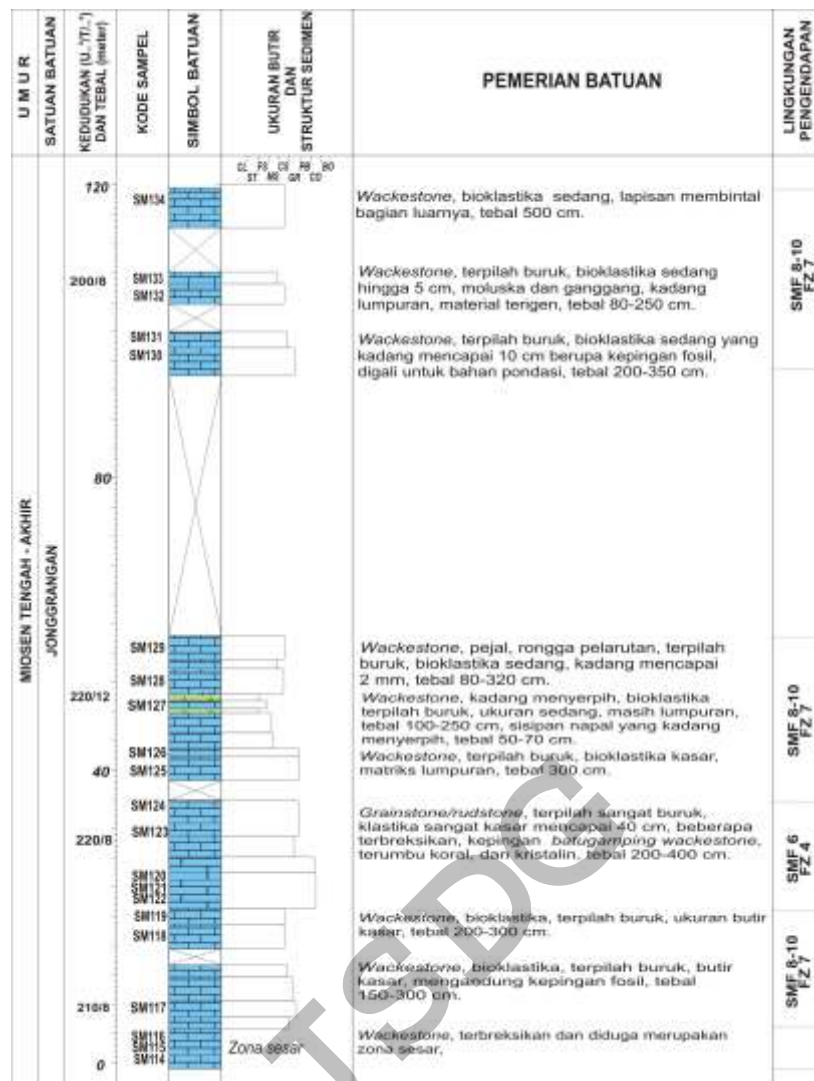 UMUR
SATUAN BATUAN
KEDUDUKAN (U..°/T/..°)
DAN TEBAL (meter)
KODE SAMPEL
SIMBOL BATUAN
UKURAN BUTIR
DAN
STRUKTUR SEDIMEN
PEMERIAN BATUAN
LINGKUNGAN
PENGENDAPAN
120
SM134
Wackestone, bioklastika sedang, lapisan membintal
bagian luarnya, tebal 500 cm.
200/8
SM133
SM132
Wackestone, terpilah buruk, bioklastika sedang
hingga 5 cm, moluska dan ganggang, kadang
lumpuran, material terigen, tebal 80-250 cm.
SMF 8-10
FZ 7
SM131
SM130
Wackestone, terpilah buruk, bioklastika sedang yang
kadang mencapai 10 cm berupa kepingan fosil,
digali untuk bahan pondasi, tebal 200-350 cm.
80
MIOSEN TENGAH - AKHIR
JONGGRANGAN
SM129
SM128
Wackestone, pejal, rongga pelarutan, terpilah
buruk, bioklastika sedang, kadang mencapai
2 mm, tebal 80-320 cm.
220/12
SM127
Wackestone, kadang menyerpih, bioklastika
terpilah buruk, ukuran sedang, masih lumpuran,
tebal 100-250 cm, sisipan napal yang kadang
menyerpih, tebal 50-70 cm.
SMF 8-10
FZ 7
SM126
SM125
Wackestone, terpilah buruk, bioklastika kasar,
matriks lumpuran, tebal 300 cm.
40
SM124
SM123
220/8
Grainstone/rudstone, terpilah sangat buruk,
klastika sangat kasar mencapai 40 cm, beberapa
terbreksikan, kepingan batugamping wackestone,
terumbu koral, dan kristalin, tebal 200-400 cm.
SMF 6
FZ 4
SM120
SM121
SM122
SM119
SM118
Wackestone, bioklastika, terpilah buruk, ukuran butir
kasar, tebal 200-300 cm.
SM117
210/8
Wackestone, bioklastika, terpilah buruk, butir
kasar, mengandung kepingan fosil, tebal
150-300 cm.
SMF 8-10
FZ 7
SM116
SM115
SM114
Zona sesar
Wackestone, terbreksikan dan diduga merupakan
zona sesar.
0
JSDG